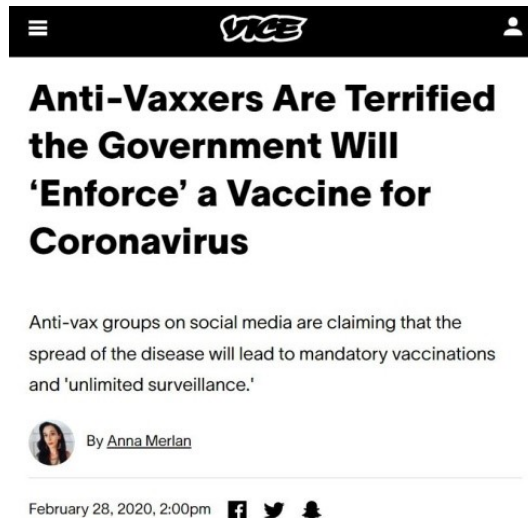 VICE
Anti-Vaxxers Are Terrified
the Government Will
‘Enforce’ a Vaccine for
Coronavirus
Anti-vax groups on social media are claiming that the
spread of the disease will lead to mandatory vaccinations
and 'unlimited surveillance.'
By Anna Merlan
February 28, 2020, 2:00pm